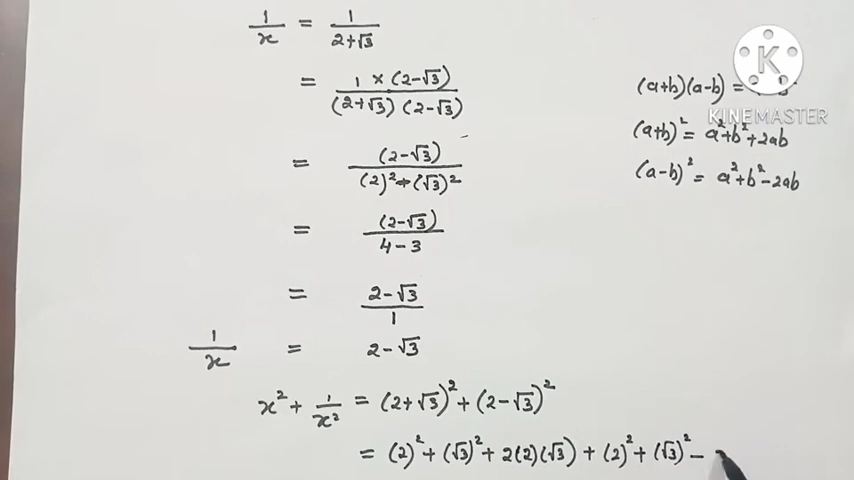 1/x = 1/(2+√3)
= 1 × (2-√3) / (2+√3) (2-√3)
= (2-√3) / (2)² - (√3)²
= (2-√3) / 4 - 3
= 2-√3 / 1
1/x = 2-√3
x² + 1/x² = (2+√3)² + (2-√3)²
= (2)² + (√3)² + 2(2)(√3) + (2)² + (√3)² -
K
KINEMASTER
(a+b)(a-b) =
(a+b)² = a²+b²+2ab
(a-b)² = a²+b²-2ab